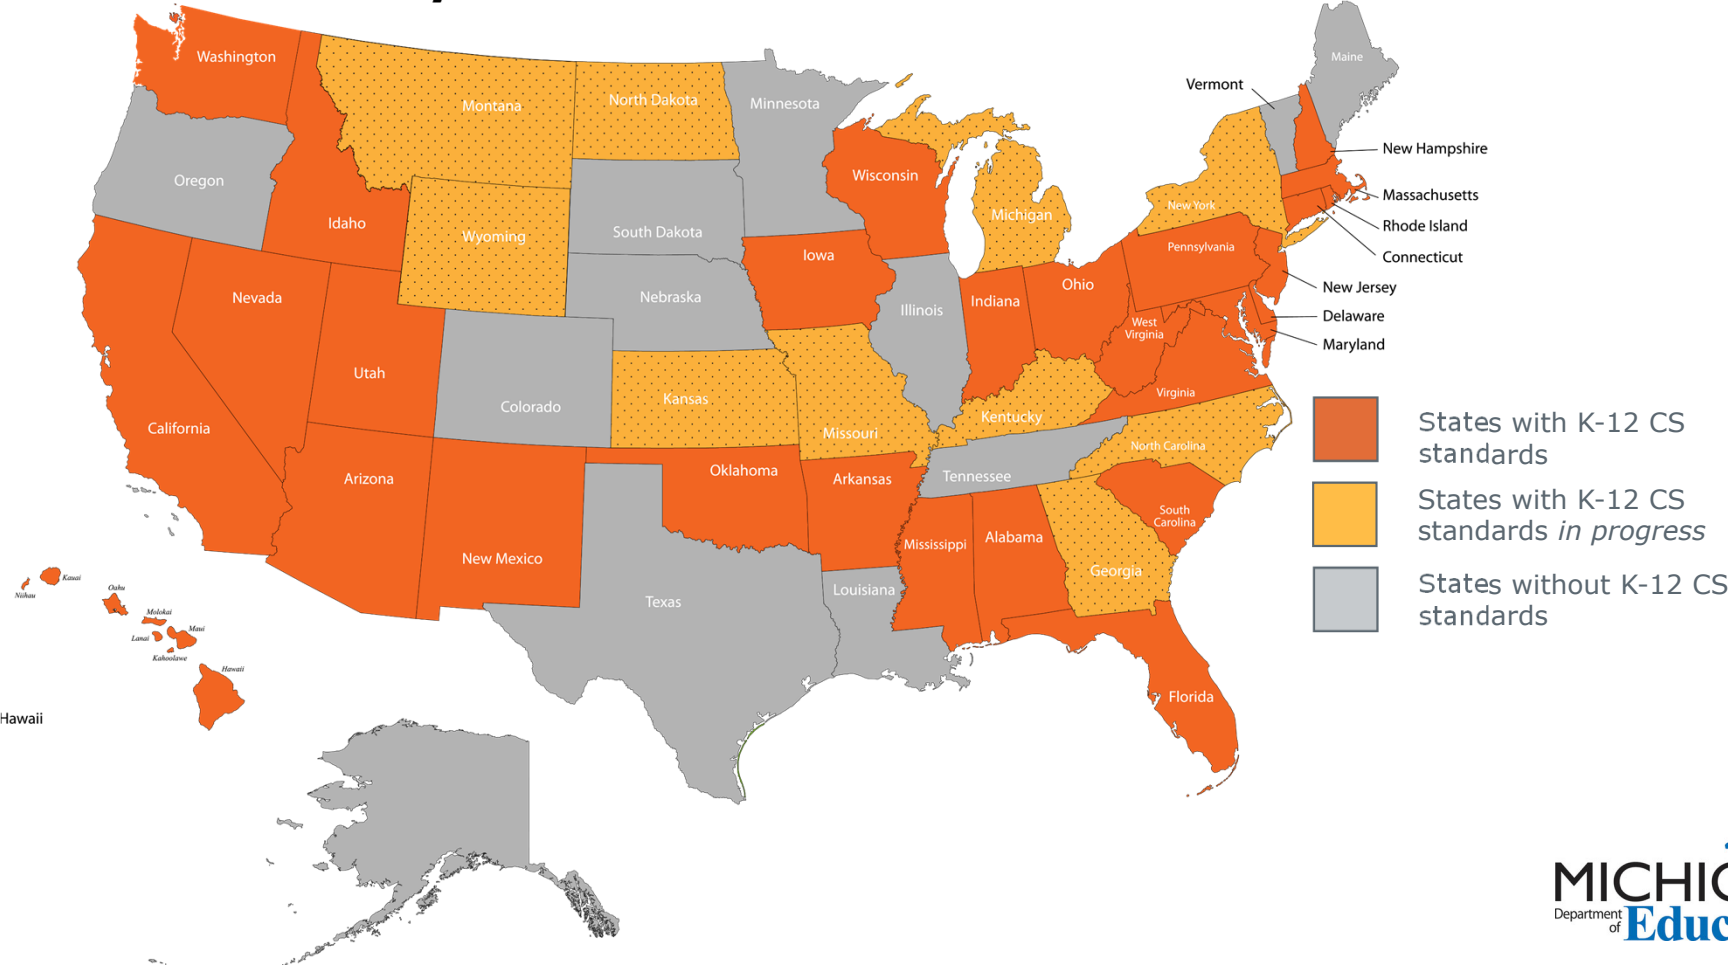 Washington
Montana
North Dakota
Minnesota
Maine
Vermont
New Hampshire
Oregon
Idaho
Wyoming
South Dakota
Wisconsin
Michigan
New York
Massachusetts
Rhode Island
Connecticut
Pennsylvania
Iowa
Nevada
Nebraska
Illinois
Indiana
Ohio
New Jersey
Delaware
Maryland
West
Virginia
Utah
Colorado
Kansas
Missouri
Kentucky
Virginia
California
Arizona
New Mexico
Oklahoma
Arkansas
Tennessee
North Carolina
South
Carolina
Mississippi
Alabama
Georgia
Texas
Louisiana
Florida
States with K-12 CS
standards
States with K-12 CS
standards in progress
States without K-12 CS
standards
Kauai
Niihau
Oahu
Molokai
Lanai
Maui
Kahoolawe
Hawaii
Hawaii
MICHIG
Department
of
Educ